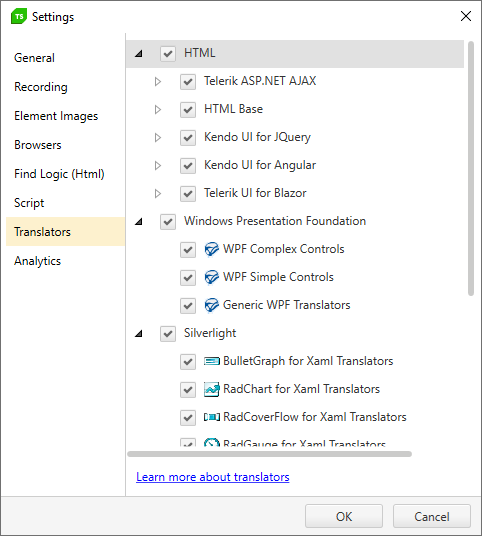 TS Settings
General
Recording
Element Images
Browsers
Find Logic (Html)
Script
Translators
Analytics
HTML
Telerik ASP.NET AJAX
HTML Base
Kendo UI for JQuery
Kendo UI for Angular
Telerik UI for Blazor
Windows Presentation Foundation
WPF Complex Controls
WPF Simple Controls
Generic WPF Translators
Silverlight
BulletGraph for Xaml Translators
RadChart for Xaml Translators
RadCoverFlow for Xaml Translators
RadGauge for Xaml Translators
Learn more about translators
OK
Cancel